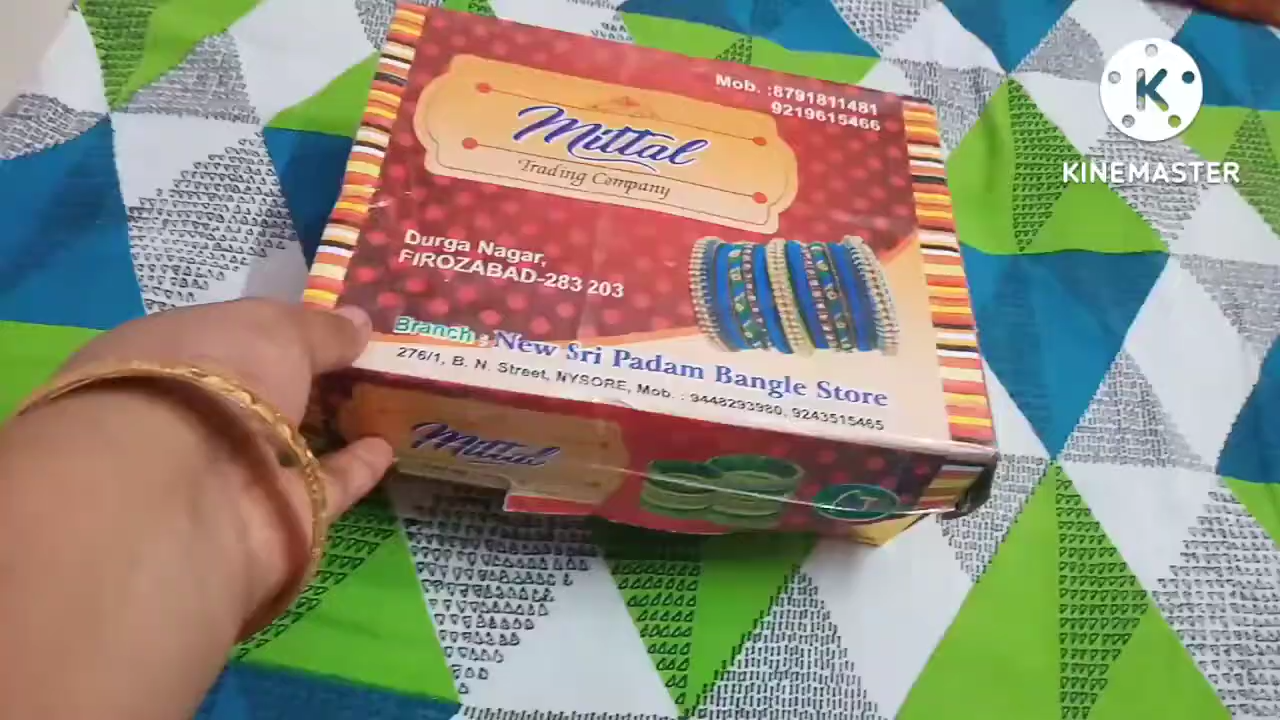 Mob. :8791811481
9219615466
Mittal
Trading Company
Durga Nagar,
FIROZABAD-283 203
Branch : New Sri Padam Bangle Store
276/1, B. N. Street, NYSORE, Mob. : 9448293980, 9243515465
Mittal
K
KINEMASTER